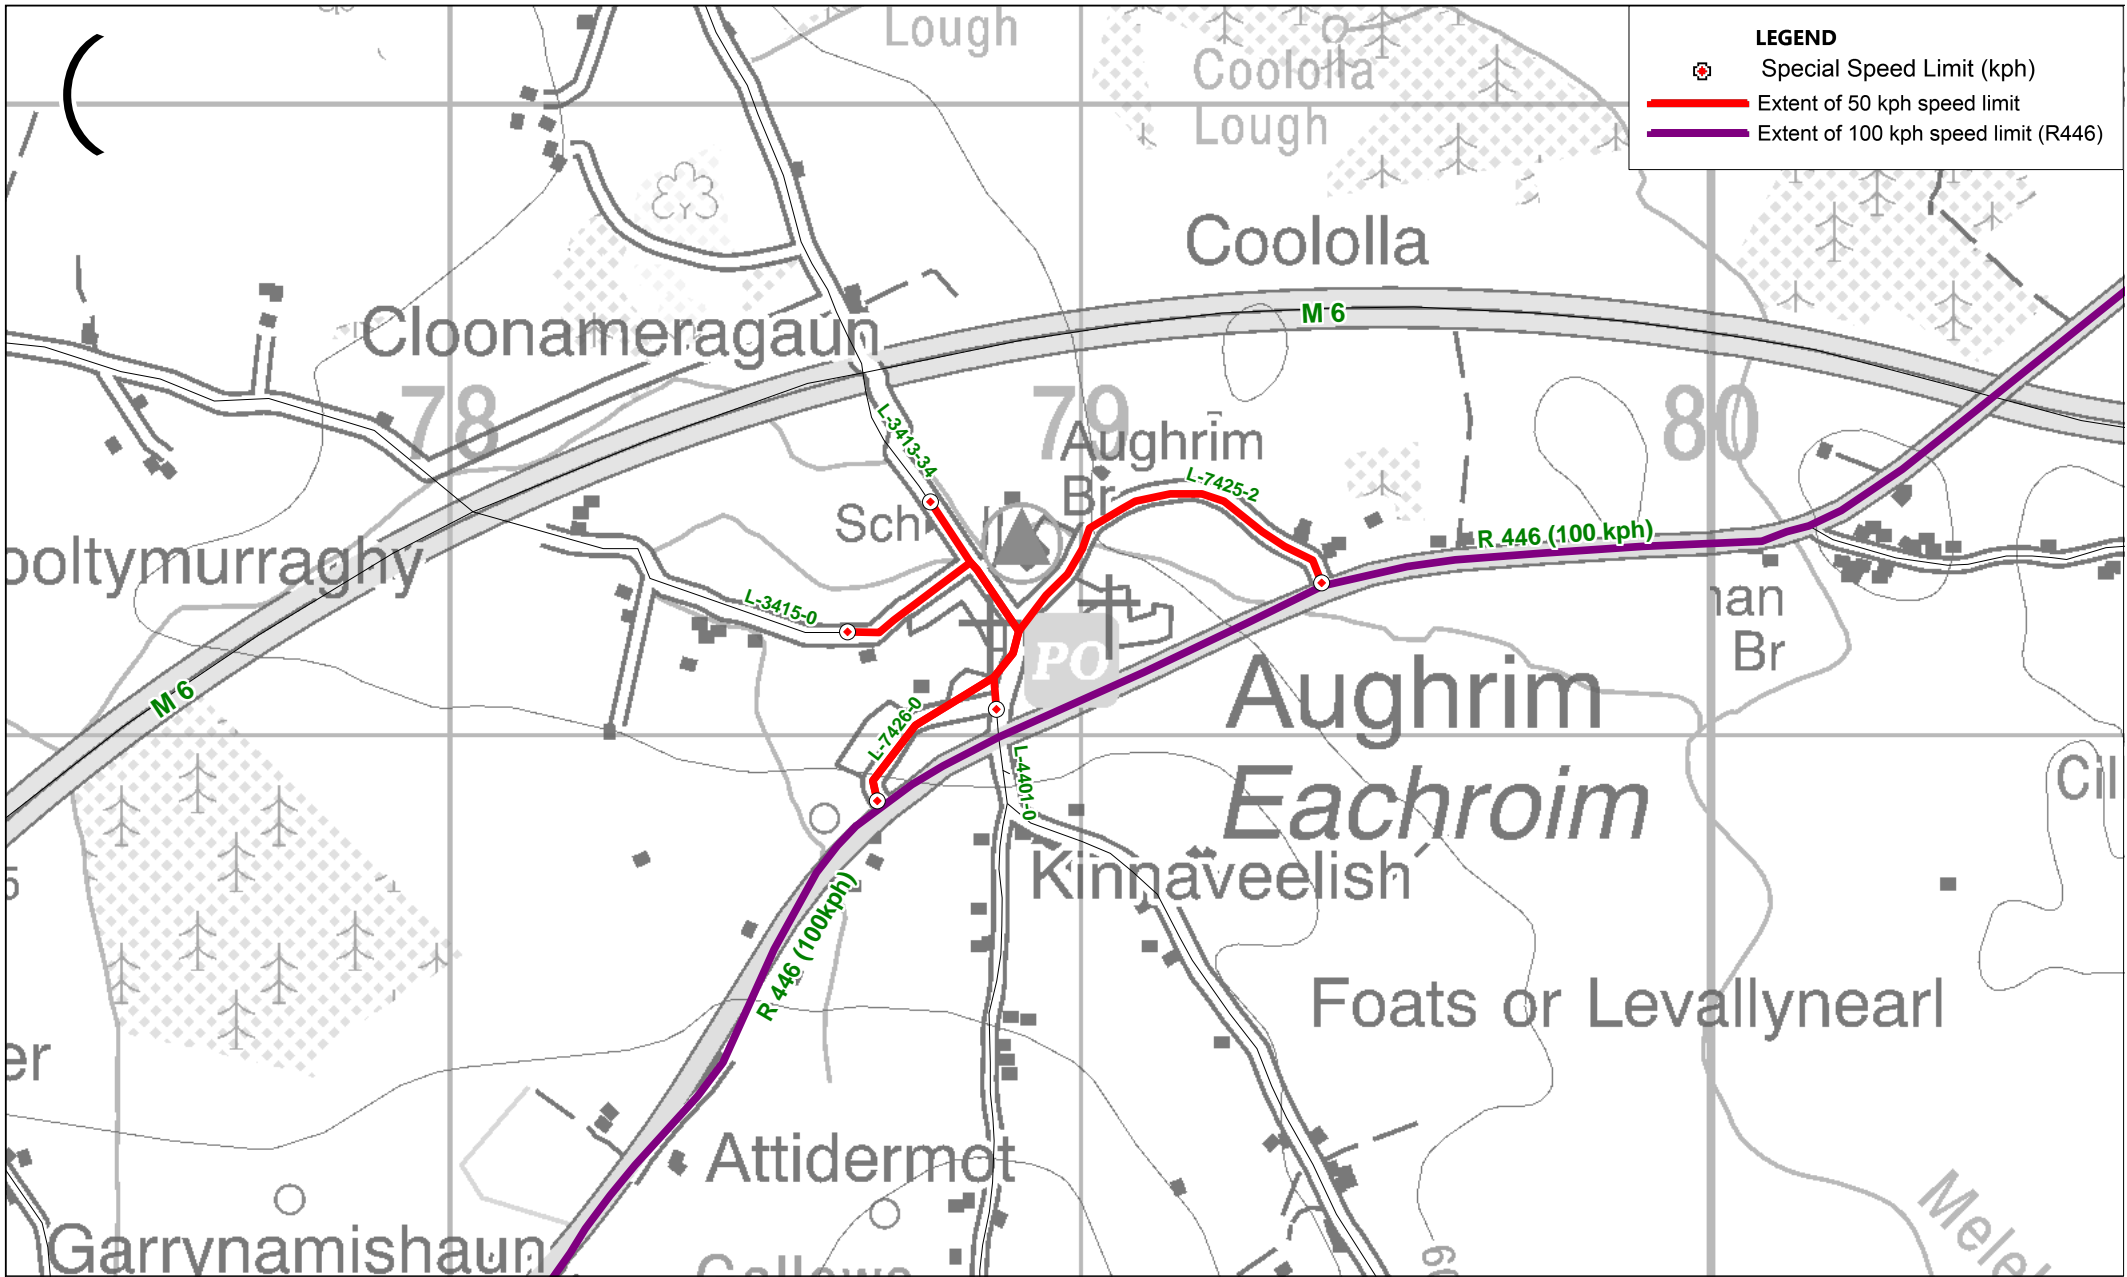 Lough
Coololla
Lough
LEGEND
Special Speed Limit (kph)
Extent of 50 kph speed limit
Extent of 100 kph speed limit (R446)
Coololla
M 6
Cloonameragaun
78
79
80
L-3413-34
Aughrim
Br
L-7425-2
Sch
R 446 (100 kph)
oltymurraghy
L-3415-0
nan
Br
PO
M 6
Aughrim
L-7426-0
L-4401-0
Eachroim
Cil
Kinnaveelish
5
R 446 (100kph)
Foats or Levallynearl
er
Attidermot
Garrynamishaun